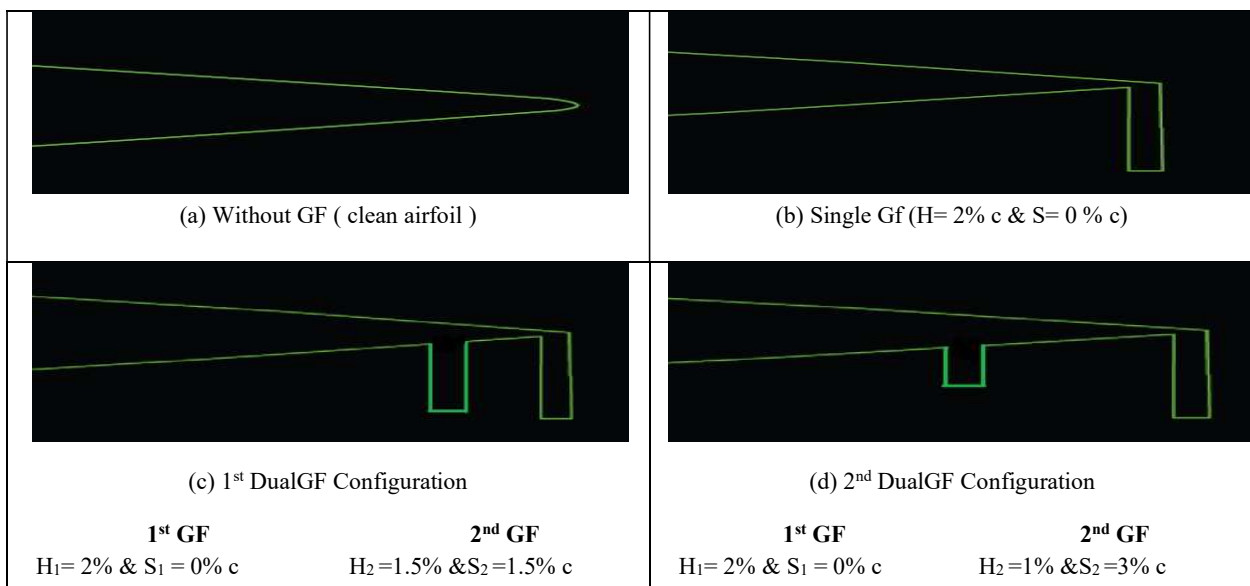 (a) Without GF ( clean airfoil )
(b) Single Gf (H= 2% c & S= 0 % c)
(c) 1st DualGF Configuration
1st GF 2nd GF
H1= 2% & S1 = 0% c H2 =1.5% &S2 =1.5% c
(d) 2nd DualGF Configuration
1st GF 2nd GF
H1= 2% & S1 = 0% c H2 =1% &S2 =3% c